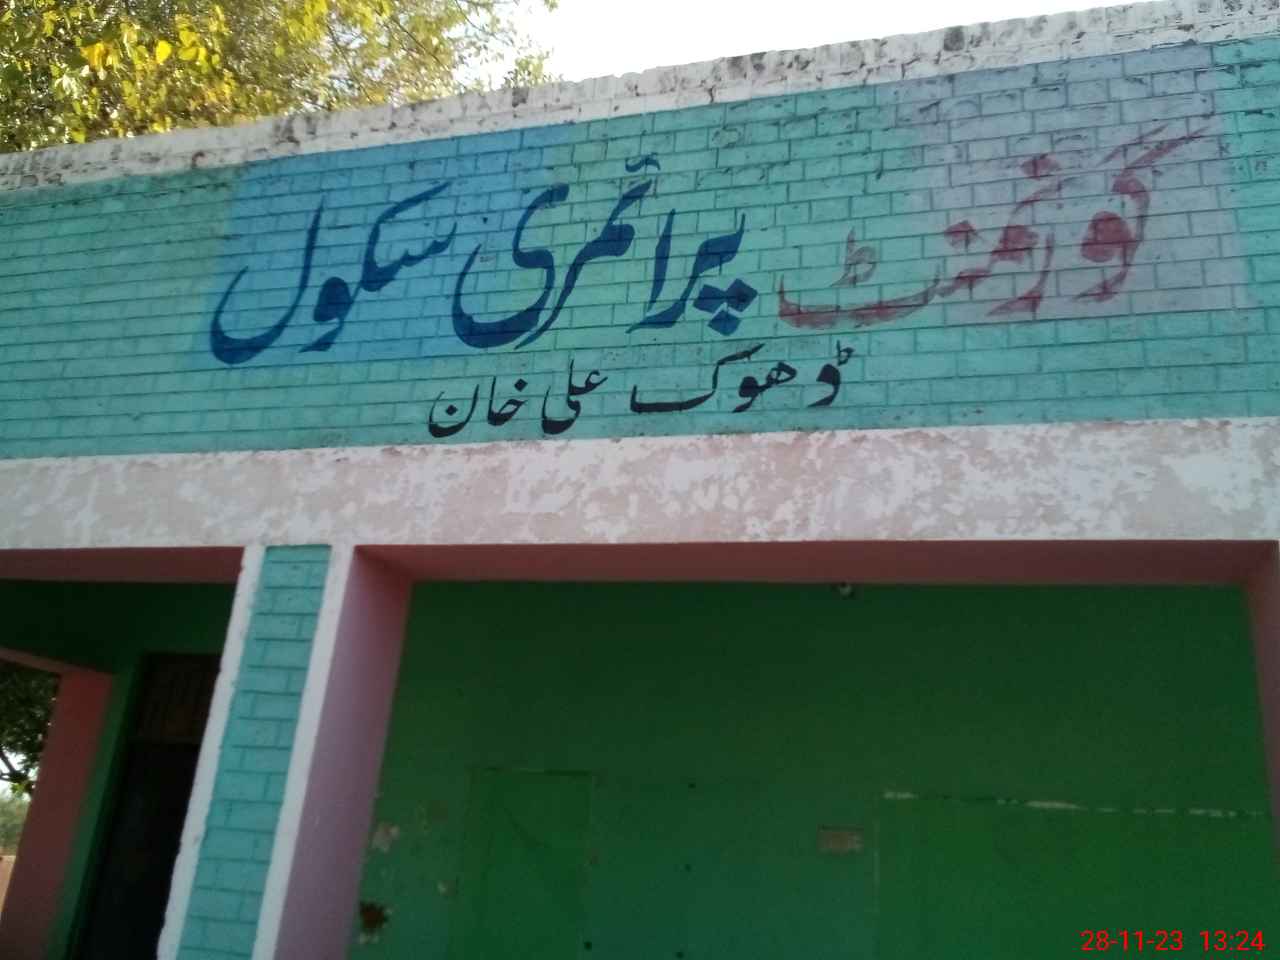 گورنمنٹ پرائمری سکول
ڈھوک علی خان
28-11-23 13:24